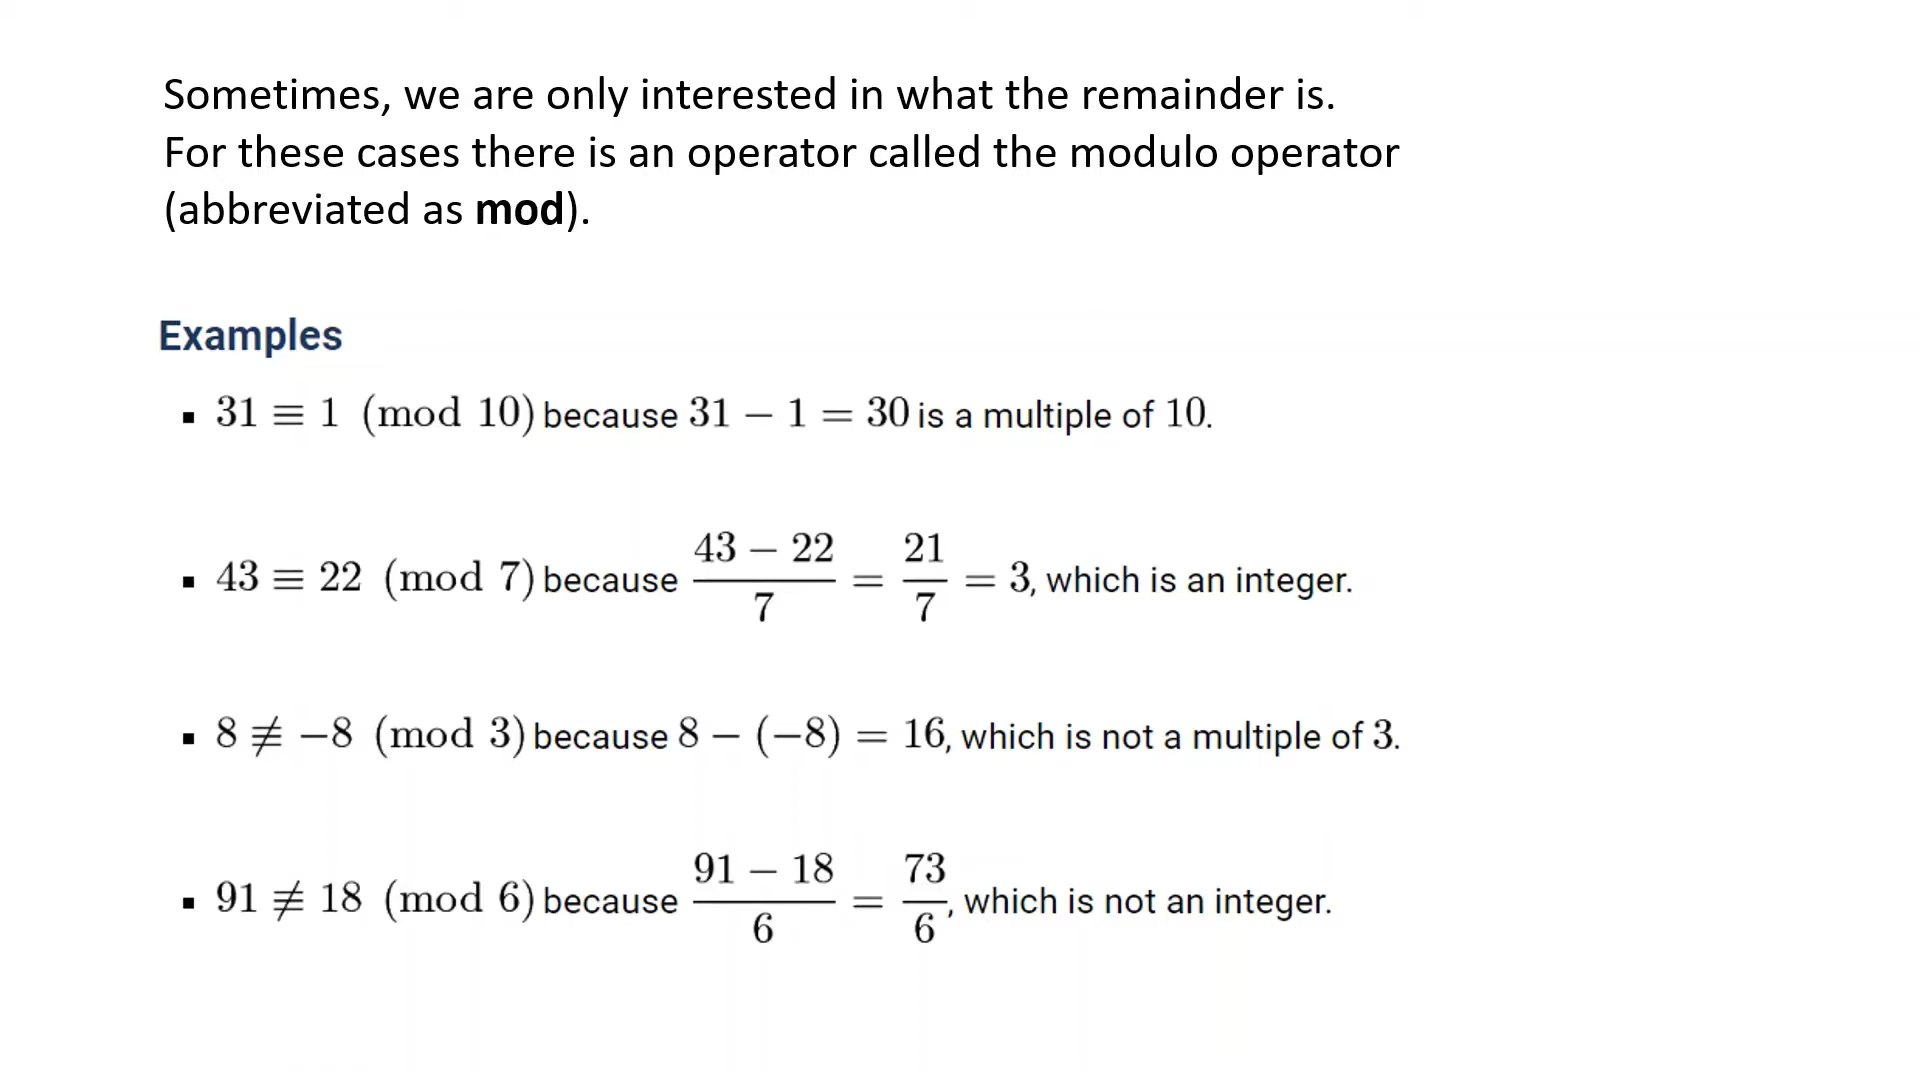 Sometimes, we are only interested in what the remainder is.
For these cases there is an operator called the modulo operator
(abbreviated as mod).
Examples
▪ 31 ≡ 1 (mod 10) because 31 − 1 = 30 is a multiple of 10.
▪ 43 ≡ 22 (mod 7) because \frac{43 − 22}{7} = \frac{21}{7} = 3, which is an integer.
▪ 8 ≢ −8 (mod 3) because 8 − (−8) = 16, which is not a multiple of 3.
▪ 91 ≢ 18 (mod 6) because \frac{91 − 18}{6} = \frac{73}{6}, which is not an integer.